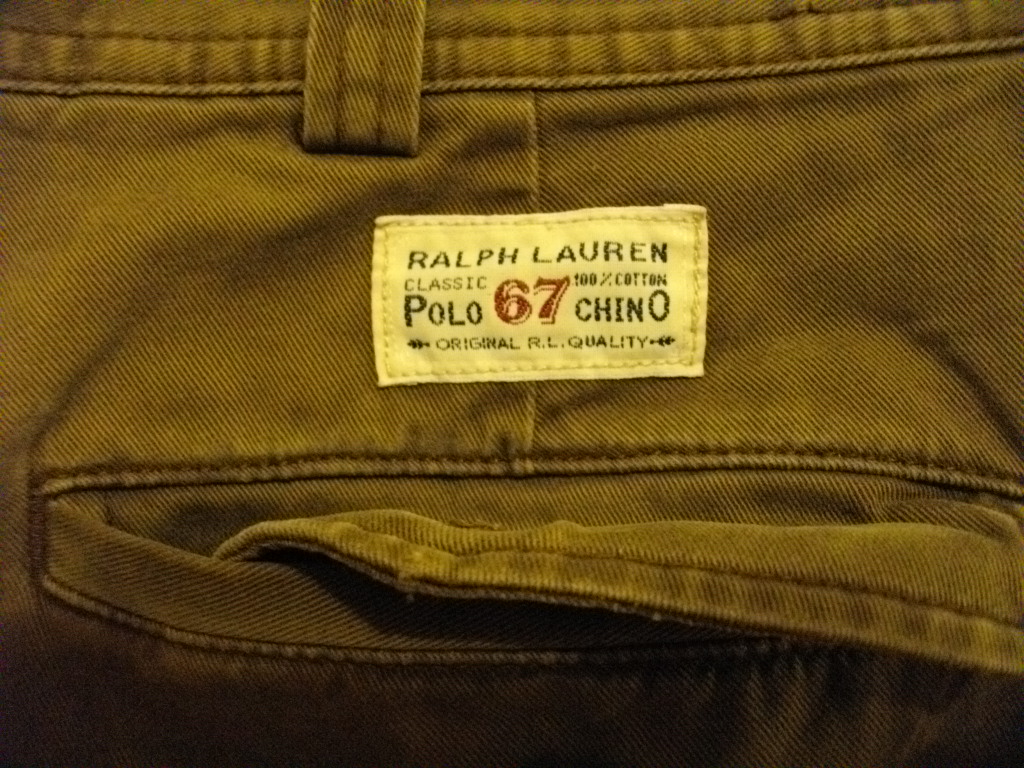 RALPH LAUREN
CLASSIC 67 100% COTTON
POLO CHINO
ORIGINAL R.L. QUALITY